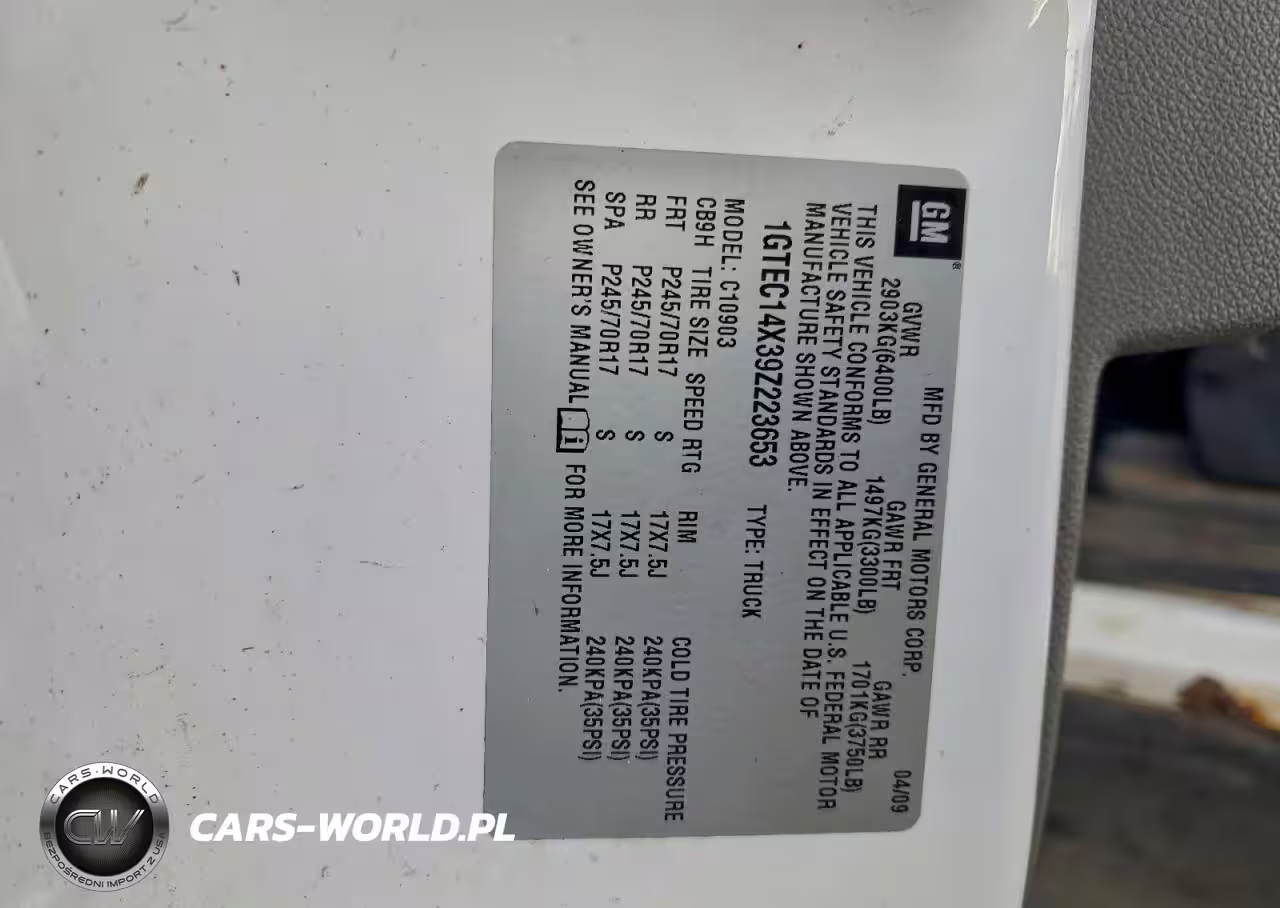 GM®
MFD BY GENERAL MOTORS CORP. 04/09
GVWR GAWR FRT GAWR RR
2903KG(6400LB) 1497KG(3300LB) 1701KG(3750LB)
THIS VEHICLE CONFORMS TO ALL APPLICABLE U.S. FEDERAL MOTOR
VEHICLE SAFETY STANDARDS IN EFFECT ON THE DATE OF
MANUFACTURE SHOWN ABOVE.
1GTEC14X39Z223653 TYPE: TRUCK
MODEL: C10903
CB9H TIRE SIZE SPEED RTG RIM COLD TIRE PRESSURE
FRT P245/70R17 S 17X7.5J 240KPA(35PSI)
RR P245/70R17 S 17X7.5J 240KPA(35PSI)
SPA P245/70R17 S 17X7.5J 240KPA(35PSI)
SEE OWNER'S MANUAL i FOR MORE INFORMATION.
CARS-WORLD
CW
BEZPOŚREDNI IMPORT Z USA
CARS-WORLD.PL